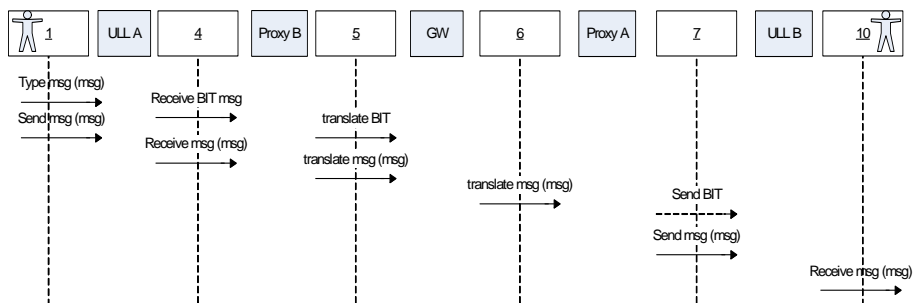 1
ULL A
4
Proxy B
5
GW
6
Proxy A
7
ULL B
10
Type msg (msg)
Receive BIT msg
Send msg (msg)
translate BIT
Receive msg (msg)
translate msg (msg)
translate msg (msg)
Send BIT
Send msg (msg)
Receive msg (msg)